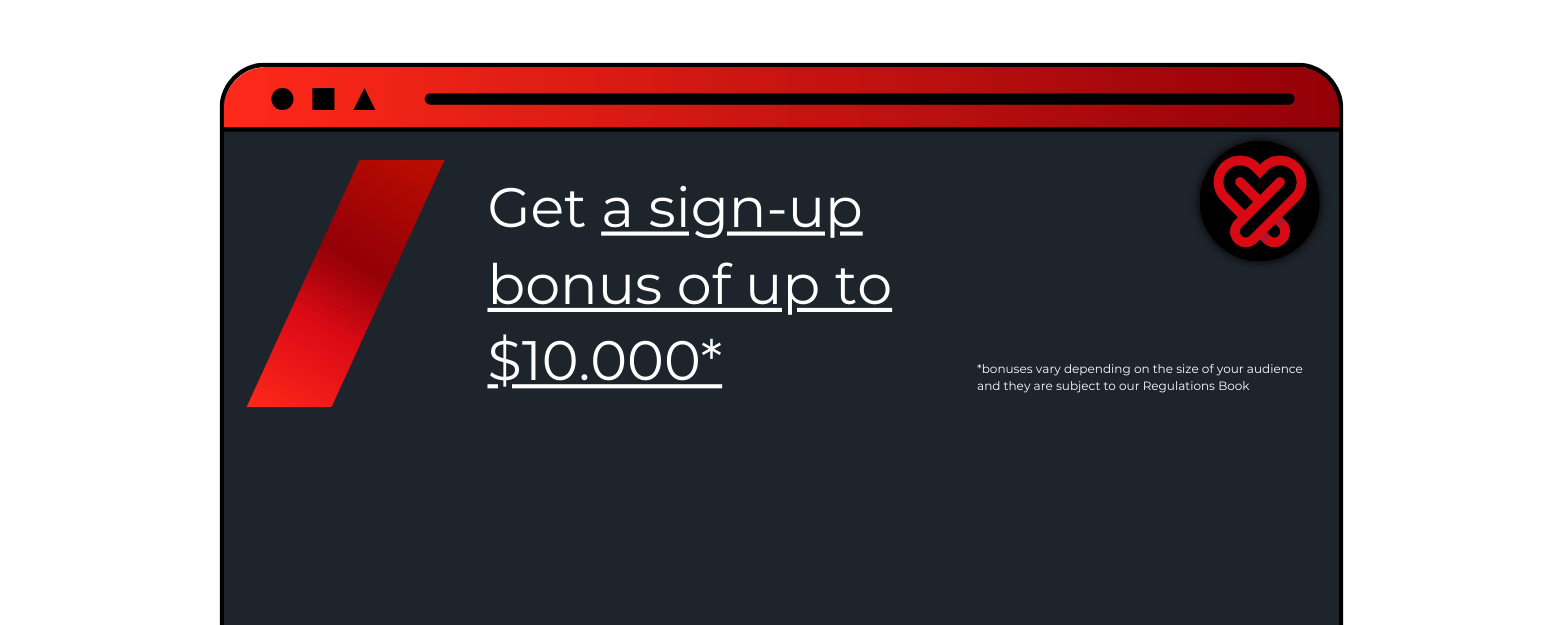 Get a sign-up
bonus of up to
$10.000*
*bonuses vary depending on the size of your audience
and they are subject to our Regulations Book